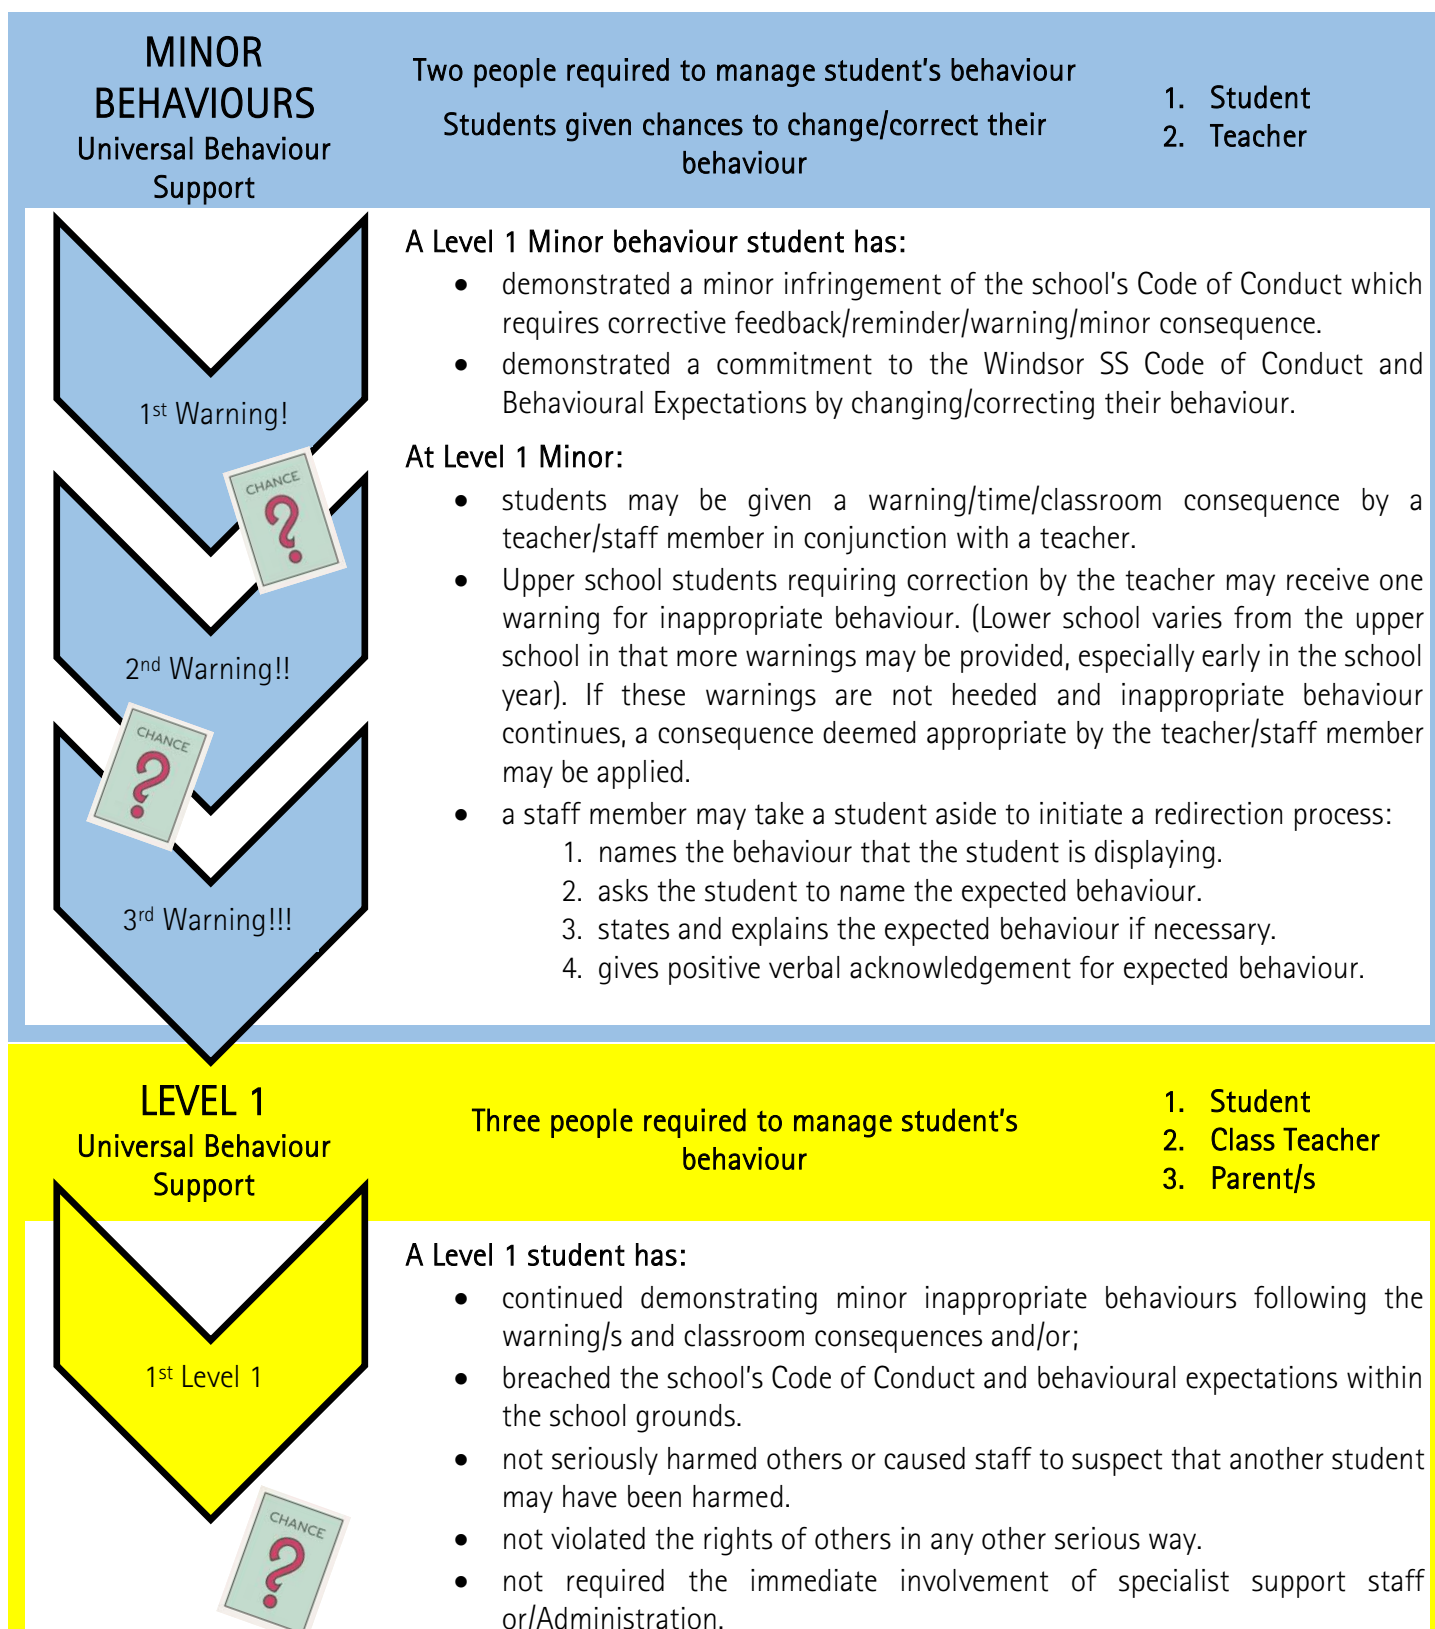 MINOR
BEHAVIOURS
Universal Behaviour
Support
Two people required to manage student's behaviour
Students given chances to change/correct their
behaviour
1. Student
2. Teacher
1st Warning!
CHANCE
?
2nd Warning!!
CHANCE
?
3rd Warning!!!
A Level 1 Minor behaviour student has:
• demonstrated a minor infringement of the school's Code of Conduct which
requires corrective feedback/reminder/warning/minor consequence.
• demonstrated a commitment to the Windsor SS Code of Conduct and
Behavioural Expectations by changing/correcting their behaviour.
At Level 1 Minor:
• students may be given a warning/time/classroom consequence by a
teacher/staff member in conjunction with a teacher.
• Upper school students requiring correction by the teacher may receive one
warning for inappropriate behaviour. (Lower school varies from the upper
school in that more warnings may be provided, especially early in the school
year). If these warnings are not heeded and inappropriate behaviour
continues, a consequence deemed appropriate by the teacher/staff member
may be applied.
• a staff member may take a student aside to initiate a redirection process:
1. names the behaviour that the student is displaying.
2. asks the student to name the expected behaviour.
3. states and explains the expected behaviour if necessary.
4. gives positive verbal acknowledgement for expected behaviour.
LEVEL 1
Universal Behaviour
Support
Three people required to manage student's
behaviour
1. Student
2. Class Teacher
3. Parent/s
1st Level 1
CHANCE
?
A Level 1 student has:
• continued demonstrating minor inappropriate behaviours following the
warning/s and classroom consequences and/or;
• breached the school's Code of Conduct and behavioural expectations within
the school grounds.
• not seriously harmed others or caused staff to suspect that another student
may have been harmed.
• not violated the rights of others in any other serious way.
• not required the immediate involvement of specialist support staff
or/Administration.